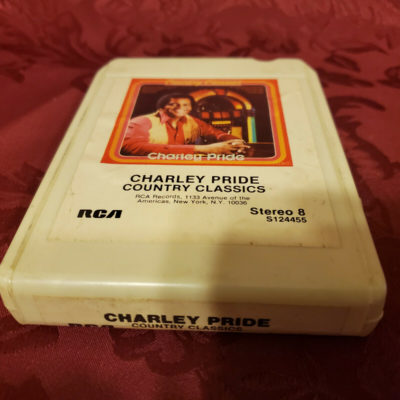 Country Classics
Charley Pride
CHARLEY PRIDE
COUNTRY CLASSICS
RCA Records, 1133 Avenue of the
Americas, New York, N.Y. 10036
RCA
Stereo 8
S124455
CHARLEY PRIDE
RCA COUNTRY CLASSICS